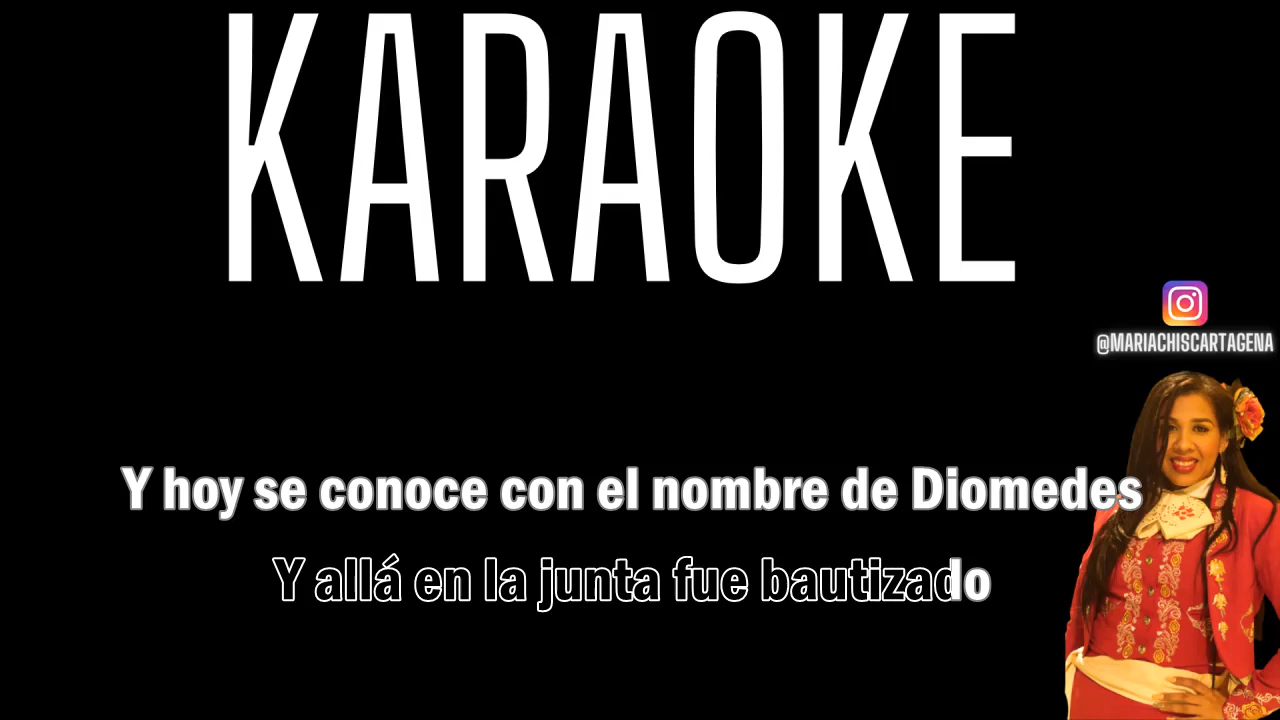 KARAOKE
@MARIACHISCARTAGENA
Y hoy se conoce con el nombre de Diomedes
Y allá en la junta fue bautizado